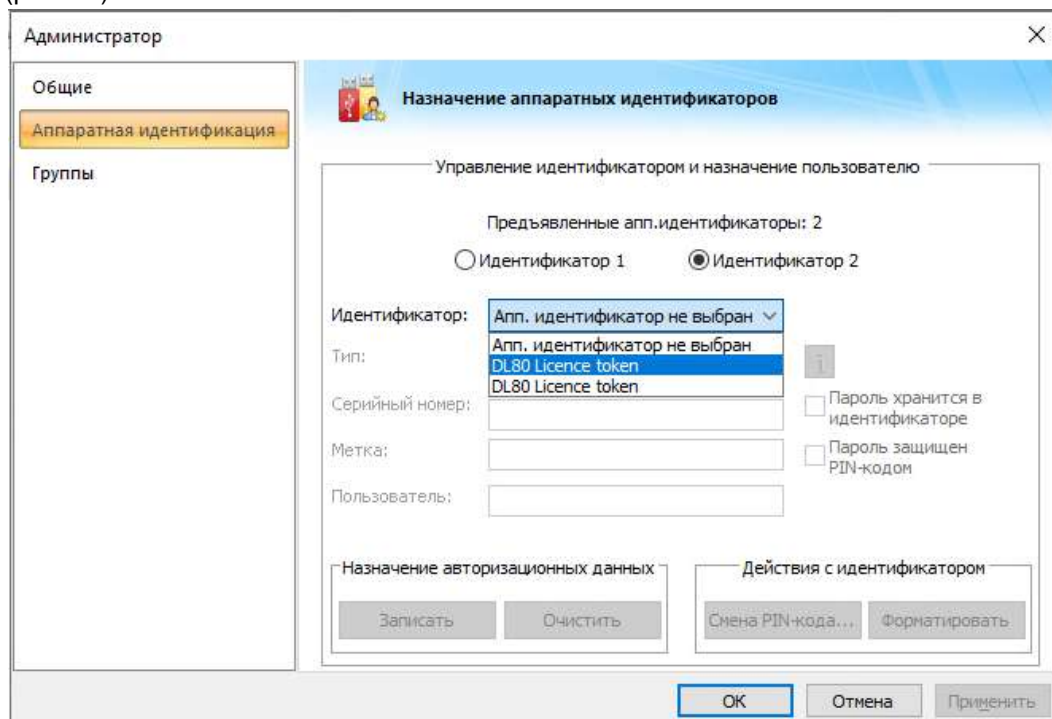 Администратор
Общие
Аппаратная идентификация
Группы
Назначение аппаратных идентификаторов
Управление идентификатором и назначение пользователю
Предъявленные апп.идентификаторы: 2
Идентификатор 1
Идентификатор 2
Идентификатор:
Апп. идентификатор не выбран
Апп. идентификатор не выбран
DL80 Licence token
DL80 Licence token
Тип:
i
Серийный номер:
Пароль хранится в
идентификаторе
Метка:
Пароль защищен
PIN-кодом
Пользователь:
Назначение авторизационных данных
Записать
Очистить
Действия с идентификатором
Смена PIN-кода...
Форматировать
ОК
Отмена
Применить